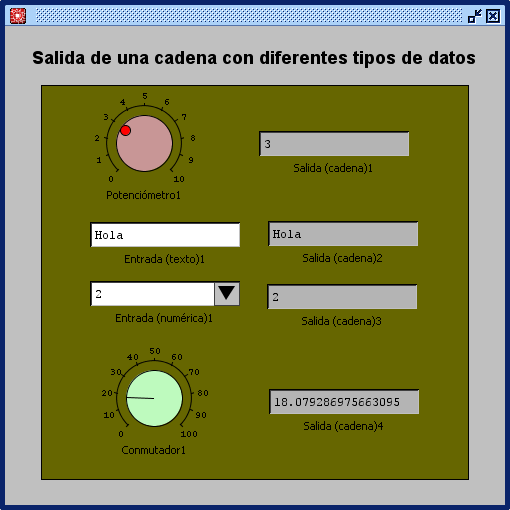 Salida de una cadena con diferentes tipos de datos
0 1 2 3 4 5 6 7 8 9 10
Potenciómetro1
3
Salida (cadena)1
Hola
Entrada (texto)1
Hola
Salida (cadena)2
2
Entrada (numérica)1
2
Salida (cadena)3
0 10 20 30 40 50 60 70 80 90 100
Conmutador1
18.079286975663095
Salida (cadena)4